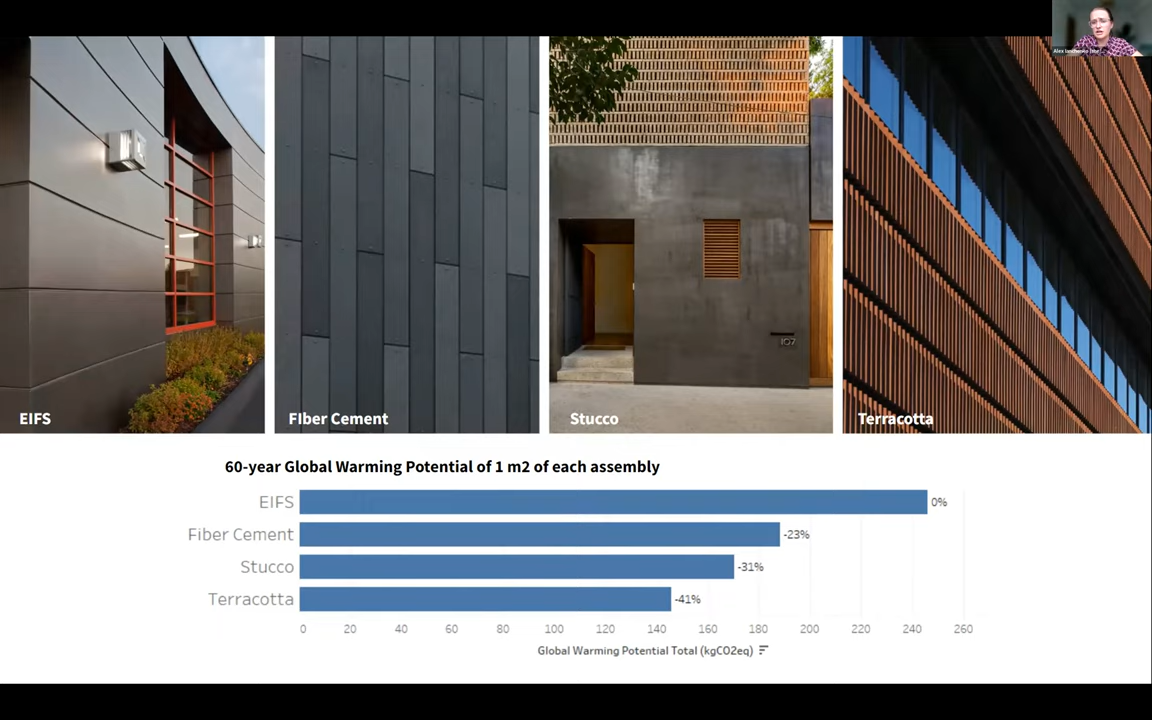 107
EIFS
FIber Cement
Stucco
Terracotta
60-year Global Warming Potential of 1 m2 of each assembly
EIFS 0%
Fiber Cement -23%
Stucco -31%
Terracotta -41%
0 20 40 60 80 100 120 140 160 180 200 220 240 260
Global Warming Potential Total (kgCO2eq)